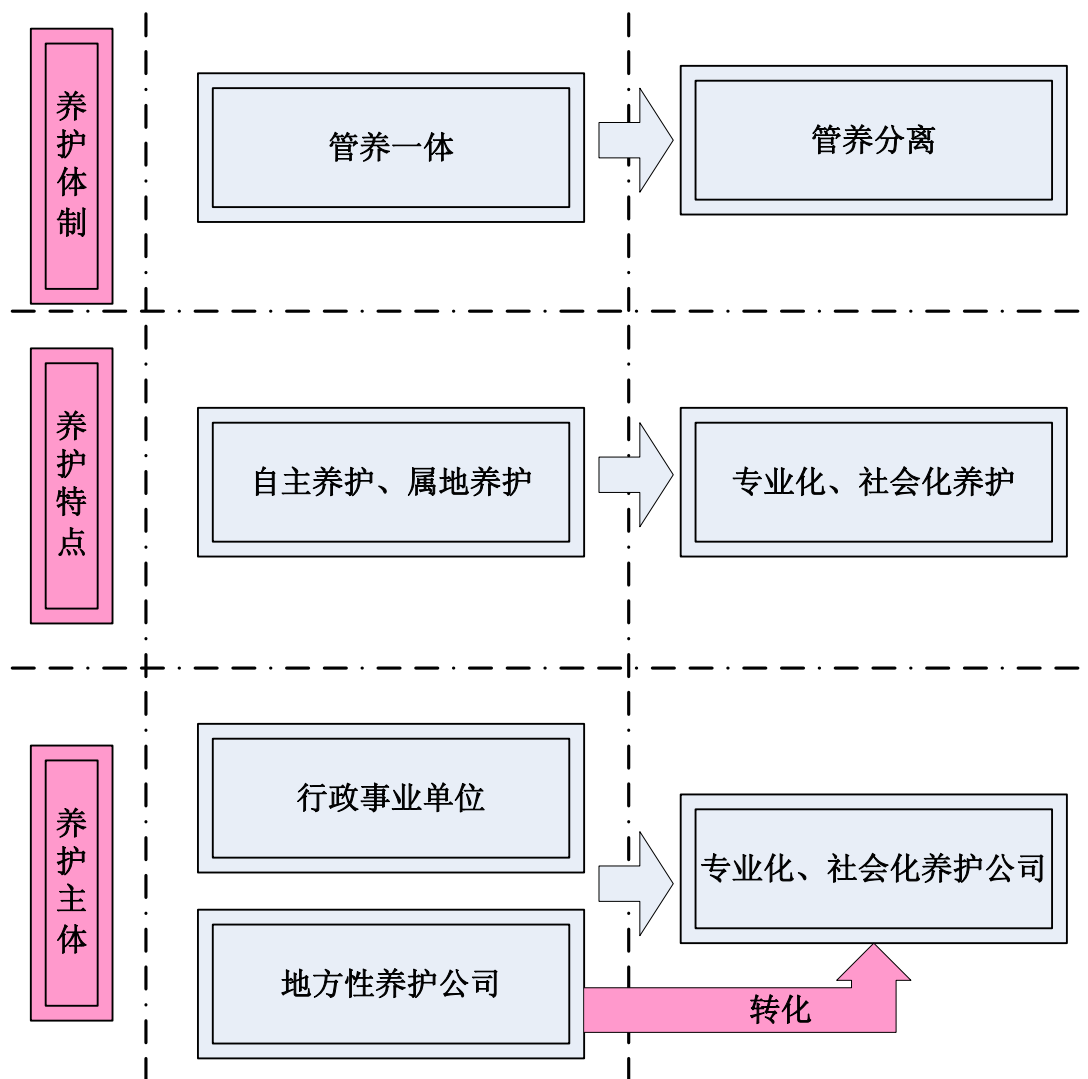 养护体制
管养一体
管养分离
养护特点
自主养护、属地养护
专业化、社会化养护
养护主体
行政事业单位
专业化、社会化养护公司
地方性养护公司
转化